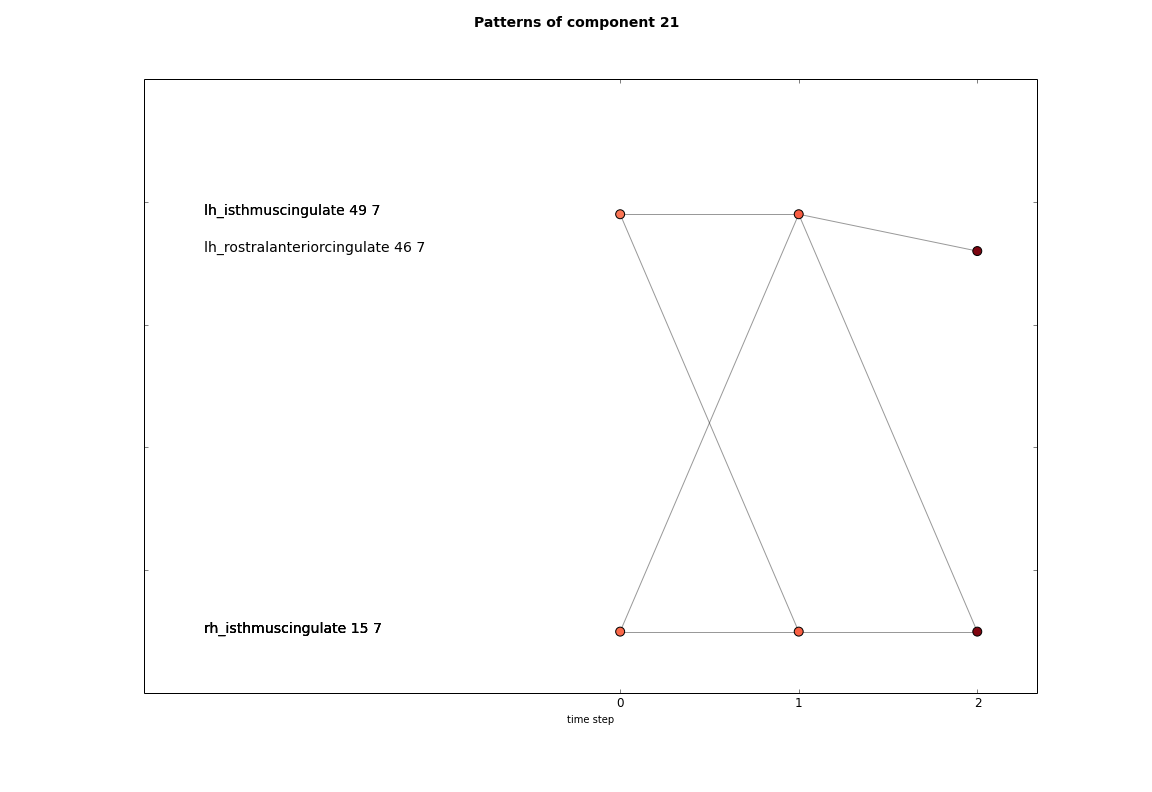 Patterns of component 21
lh_isthmuscingulate 49 7
lh_rostralanteriorcingulate 46 7
rh_isthmuscingulate 15 7
0 1 2
time step